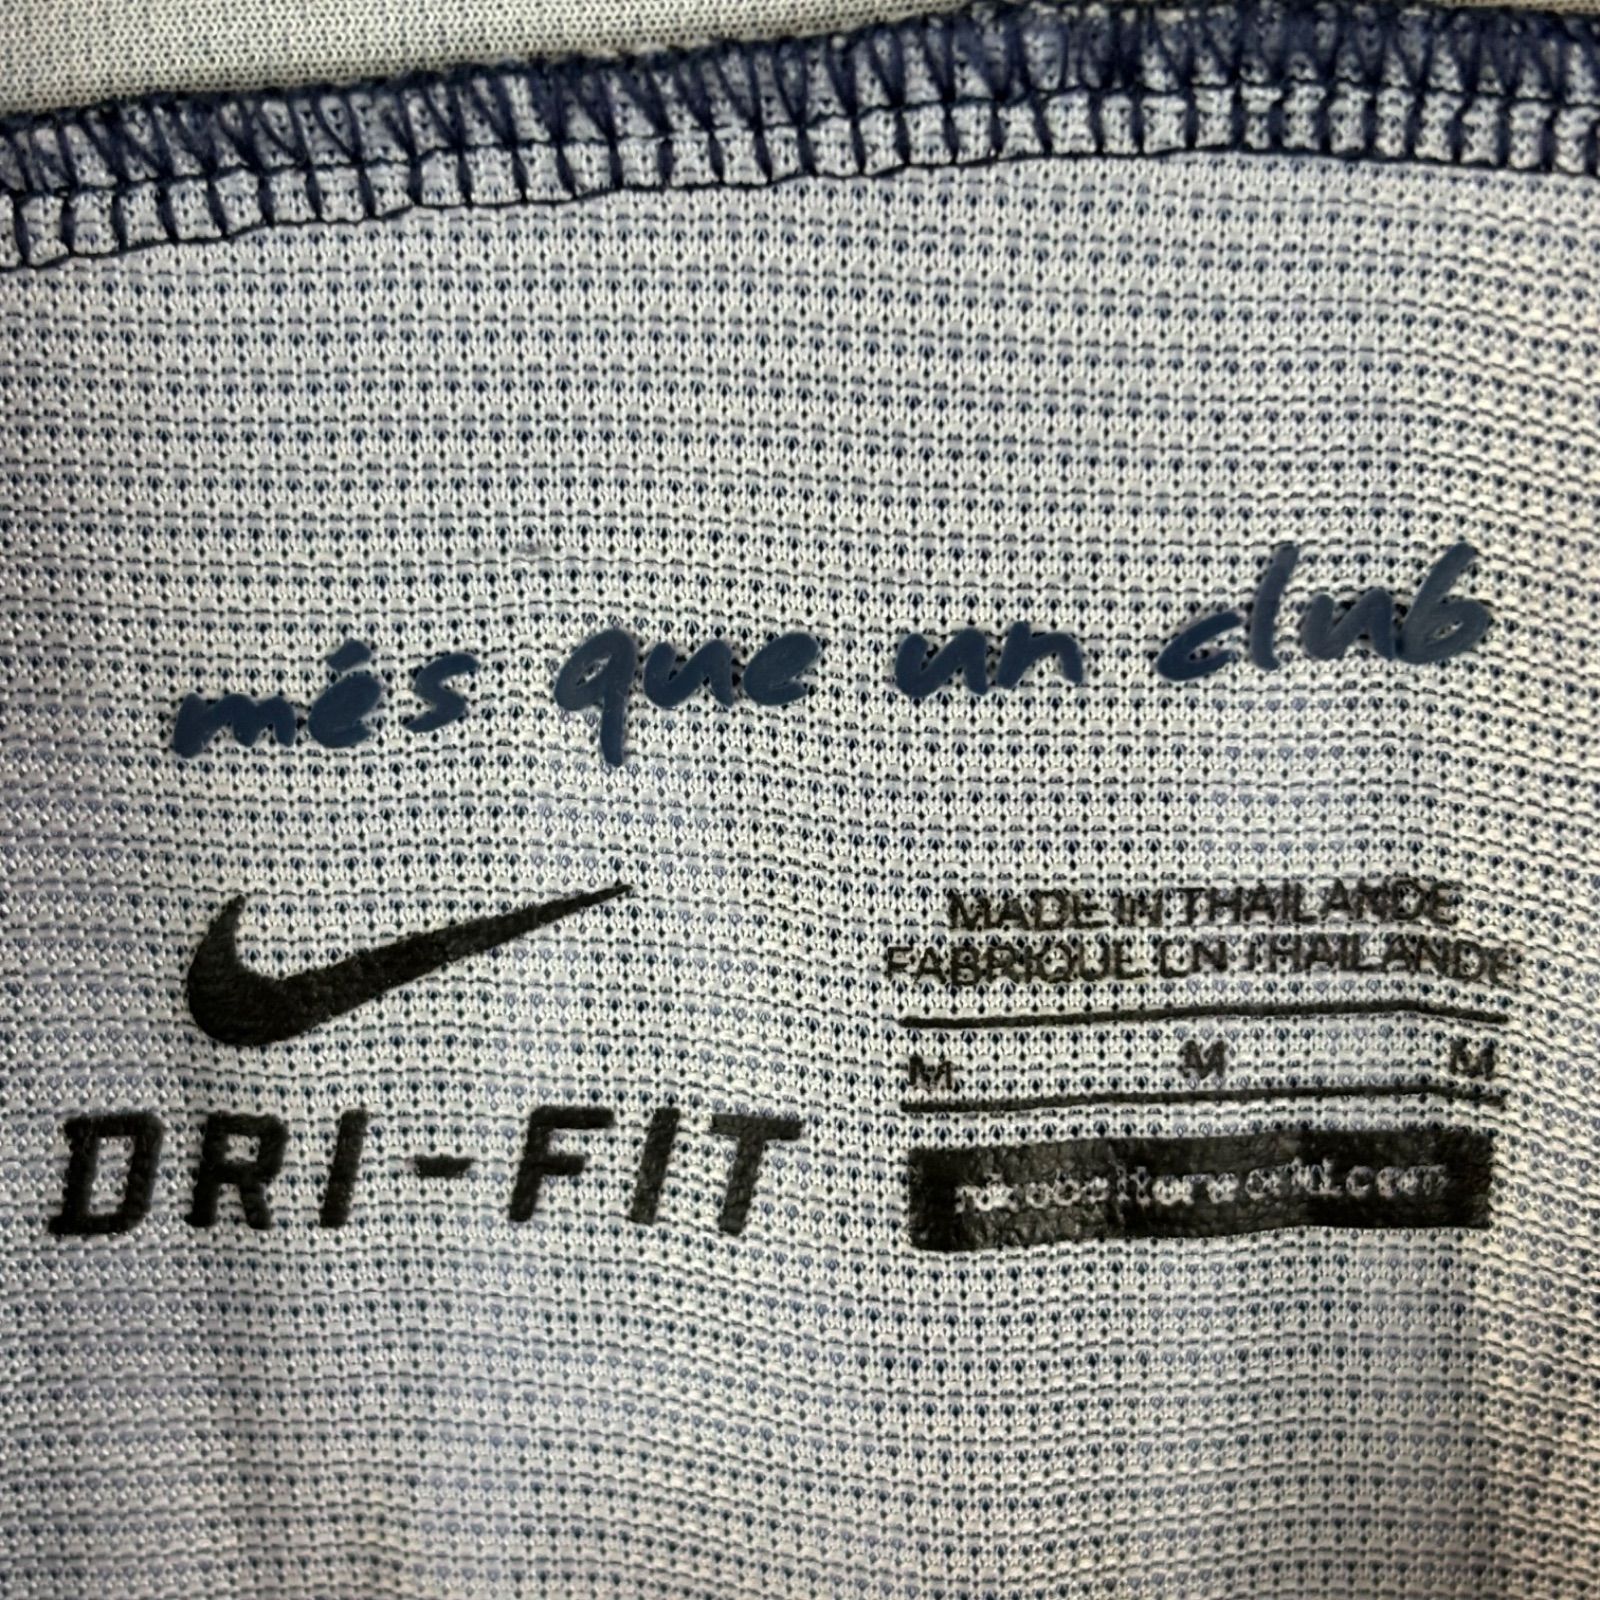 més que un club
MADE IN THAILANDE
FABRIQUE EN THAILANDE
M M M
DRI-FIT